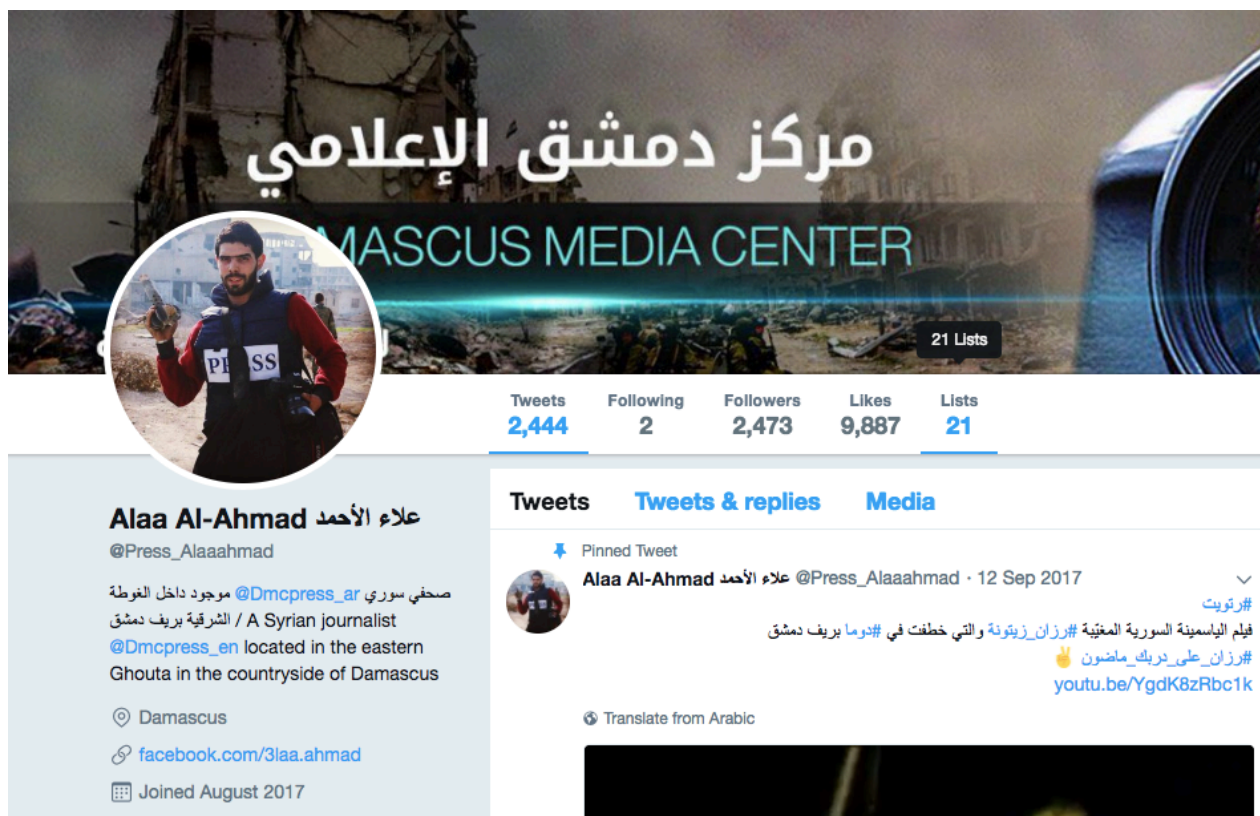 مركز دمشق الإعلامي
MASCUS MEDIA CENTER
PRESS
21 Lists
Tweets Following Followers Likes Lists
2,444 2 2,473 9,887 21
Alaa Al-Ahmad علاء الأحمد
@Press_Alaaahmad
صحفي سوري @Dmcpress_ar موجود داخل الغوطة
الشرقية بريف دمشق / A Syrian journalist
@Dmcpress_en located in the eastern
Ghouta in the countryside of Damascus
Damascus
facebook.com/3laa.ahmad
Joined August 2017
Tweets Tweets & replies Media
Pinned Tweet
Alaa Al-Ahmad علاء الأحمد @Press_Alaaahmad · 12 Sep 2017
#رتويت
فيلم الياسمينة السورية المغيّبة #رزان_زيتونة والتي خطفت في #دوما بريف دمشق
#رزان_على_دربك_ماضون ✌
youtu.be/YgdK8zRbc1k
Translate from Arabic